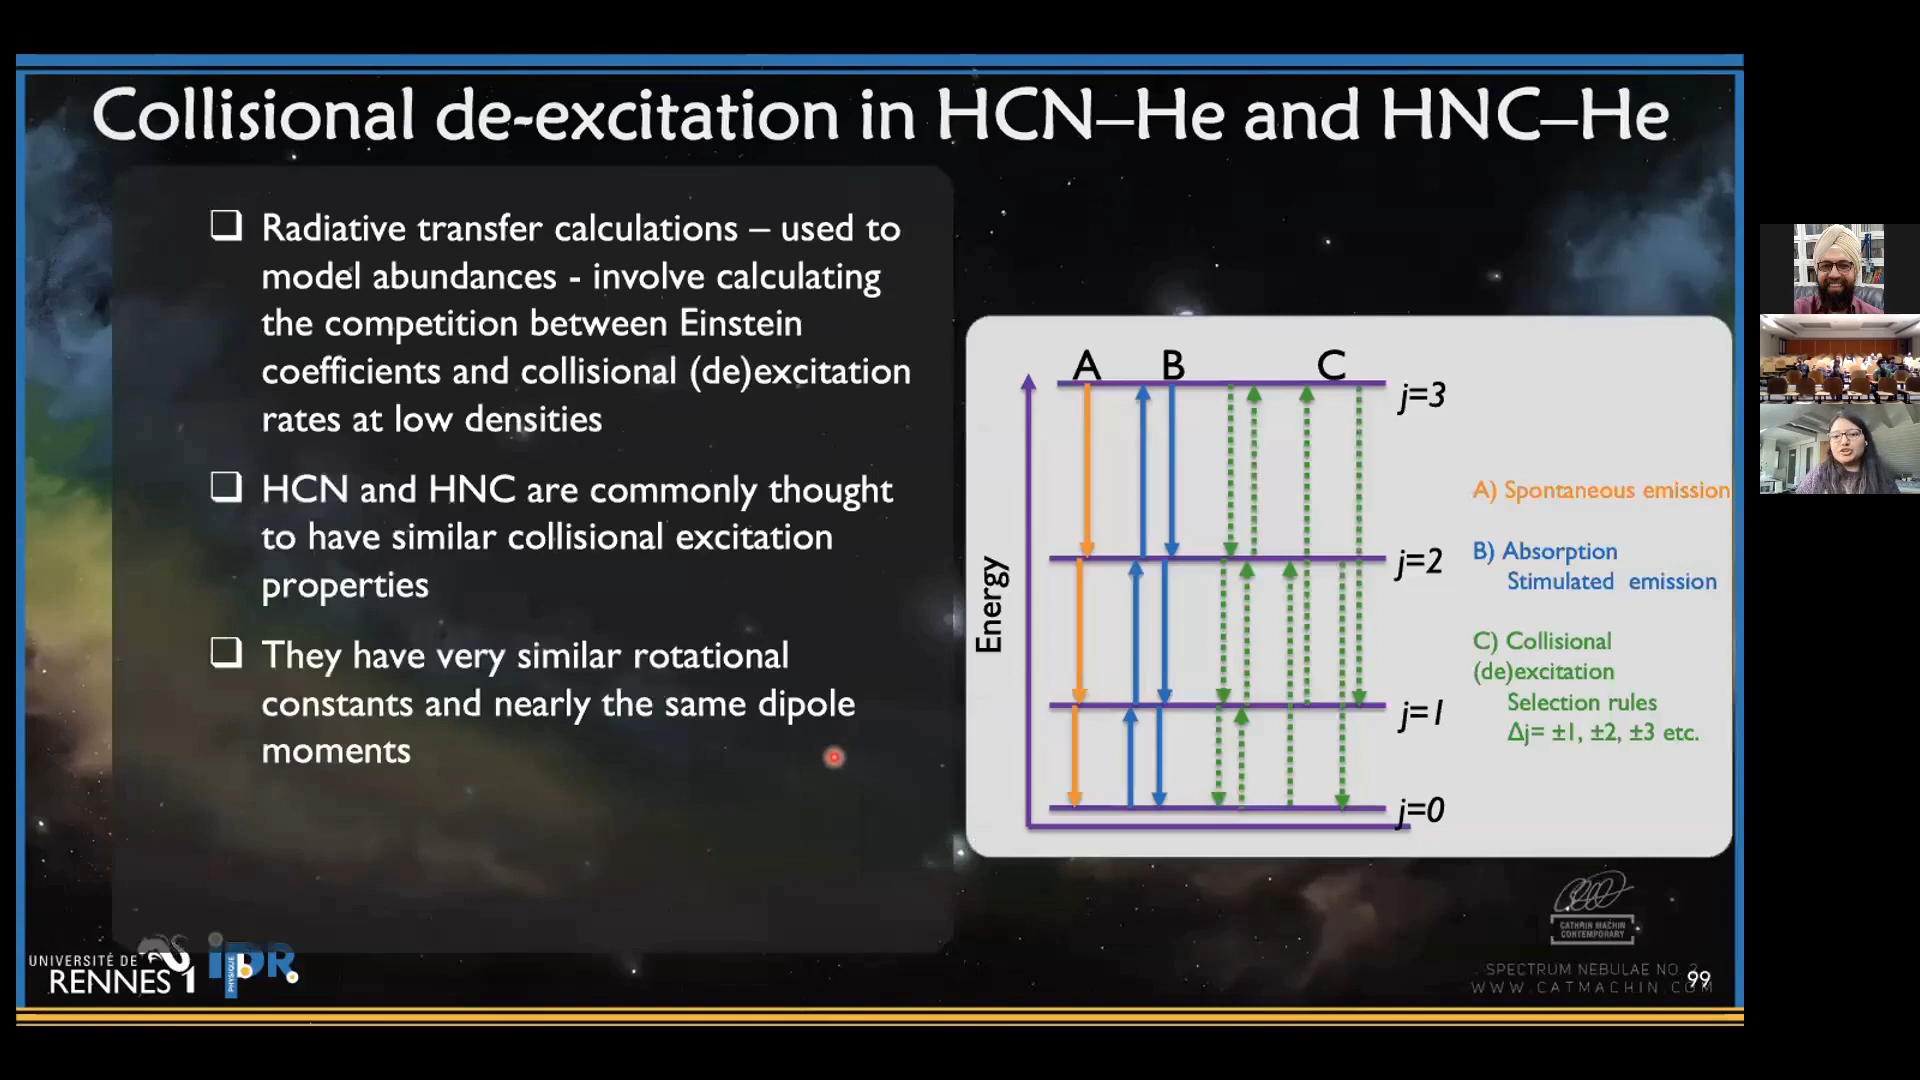 Collisional de-excitation in HCN–He and HNC–He
Radiative transfer calculations – used to
model abundances - involve calculating
the competition between Einstein
coefficients and collisional (de)excitation
rates at low densities
HCN and HNC are commonly thought
to have similar collisional excitation
properties
They have very similar rotational
constants and nearly the same dipole
moments
A B C
Energy
j=3
j=2
j=1
j=0
A) Spontaneous emission
B) Absorption
Stimulated emission
C) Collisional
(de)excitation
Selection rules
Δj= ±1, ±2, ±3 etc.
UNIVERSITÉ DE
RENNES 1
iPR
PHYSIQUE
CATHRIN MACHIN
CONTEMPORARY
SPECTRUM NEBULAE NO.
WWW.CATMACHIN.COM
99